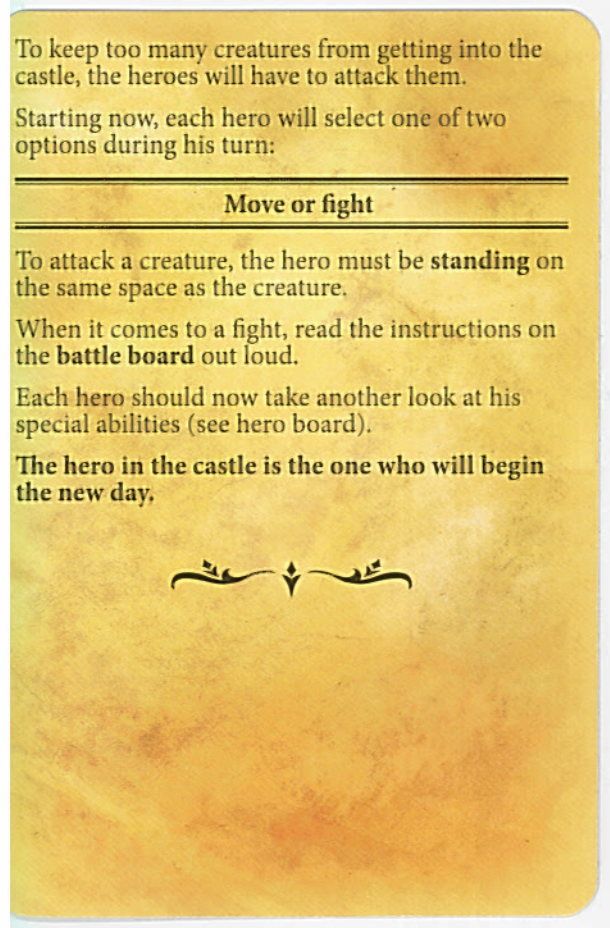 To keep too many creatures from getting into the
castle, the heroes will have to attack them.
Starting now, each hero will select one of two
options during his turn:
Move or fight
To attack a creature, the hero must be standing on
the same space as the creature.
When it comes to a fight, read the instructions on
the battle board out loud.
Each hero should now take another look at his
special abilities (see hero board).
The hero in the castle is the one who will begin
the new day.